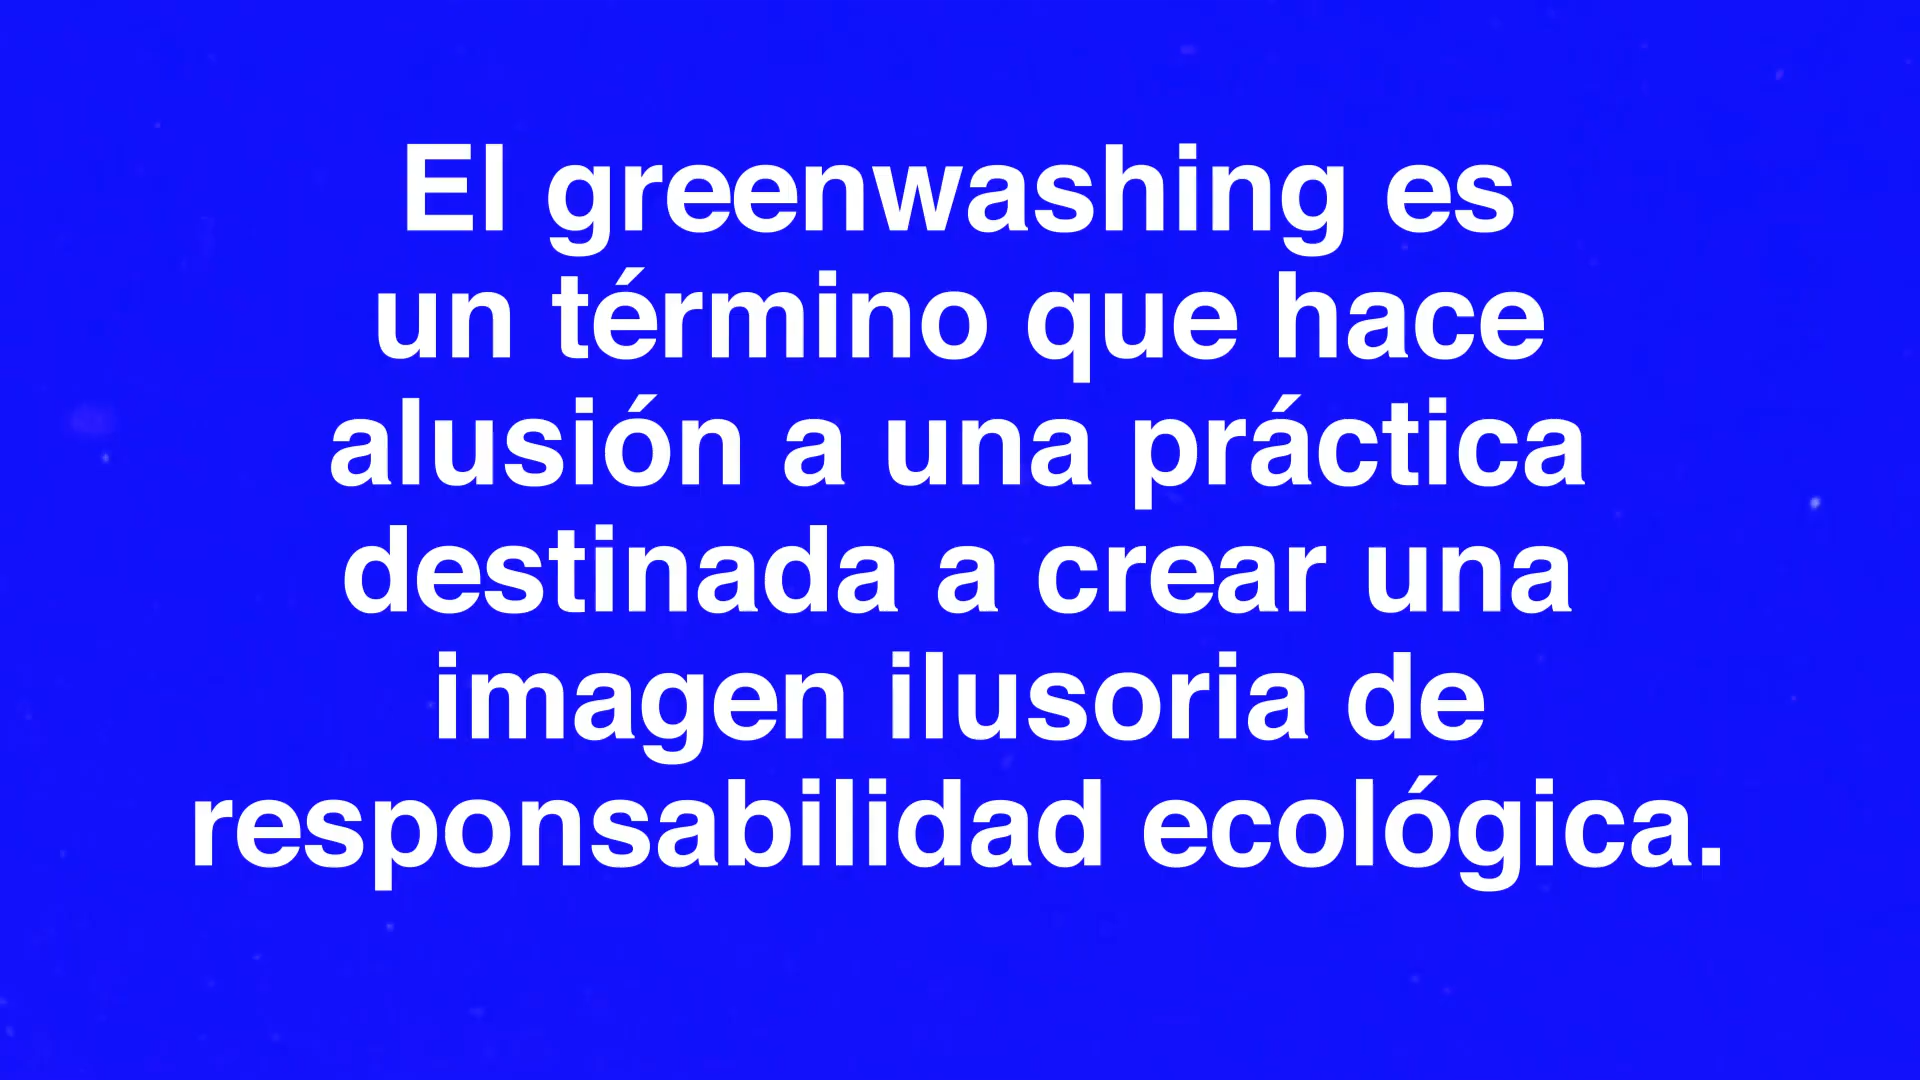 El greenwashing es
un término que hace
alusión a una práctica
destinada a crear una
imagen ilusoria de
responsabilidad ecológica.